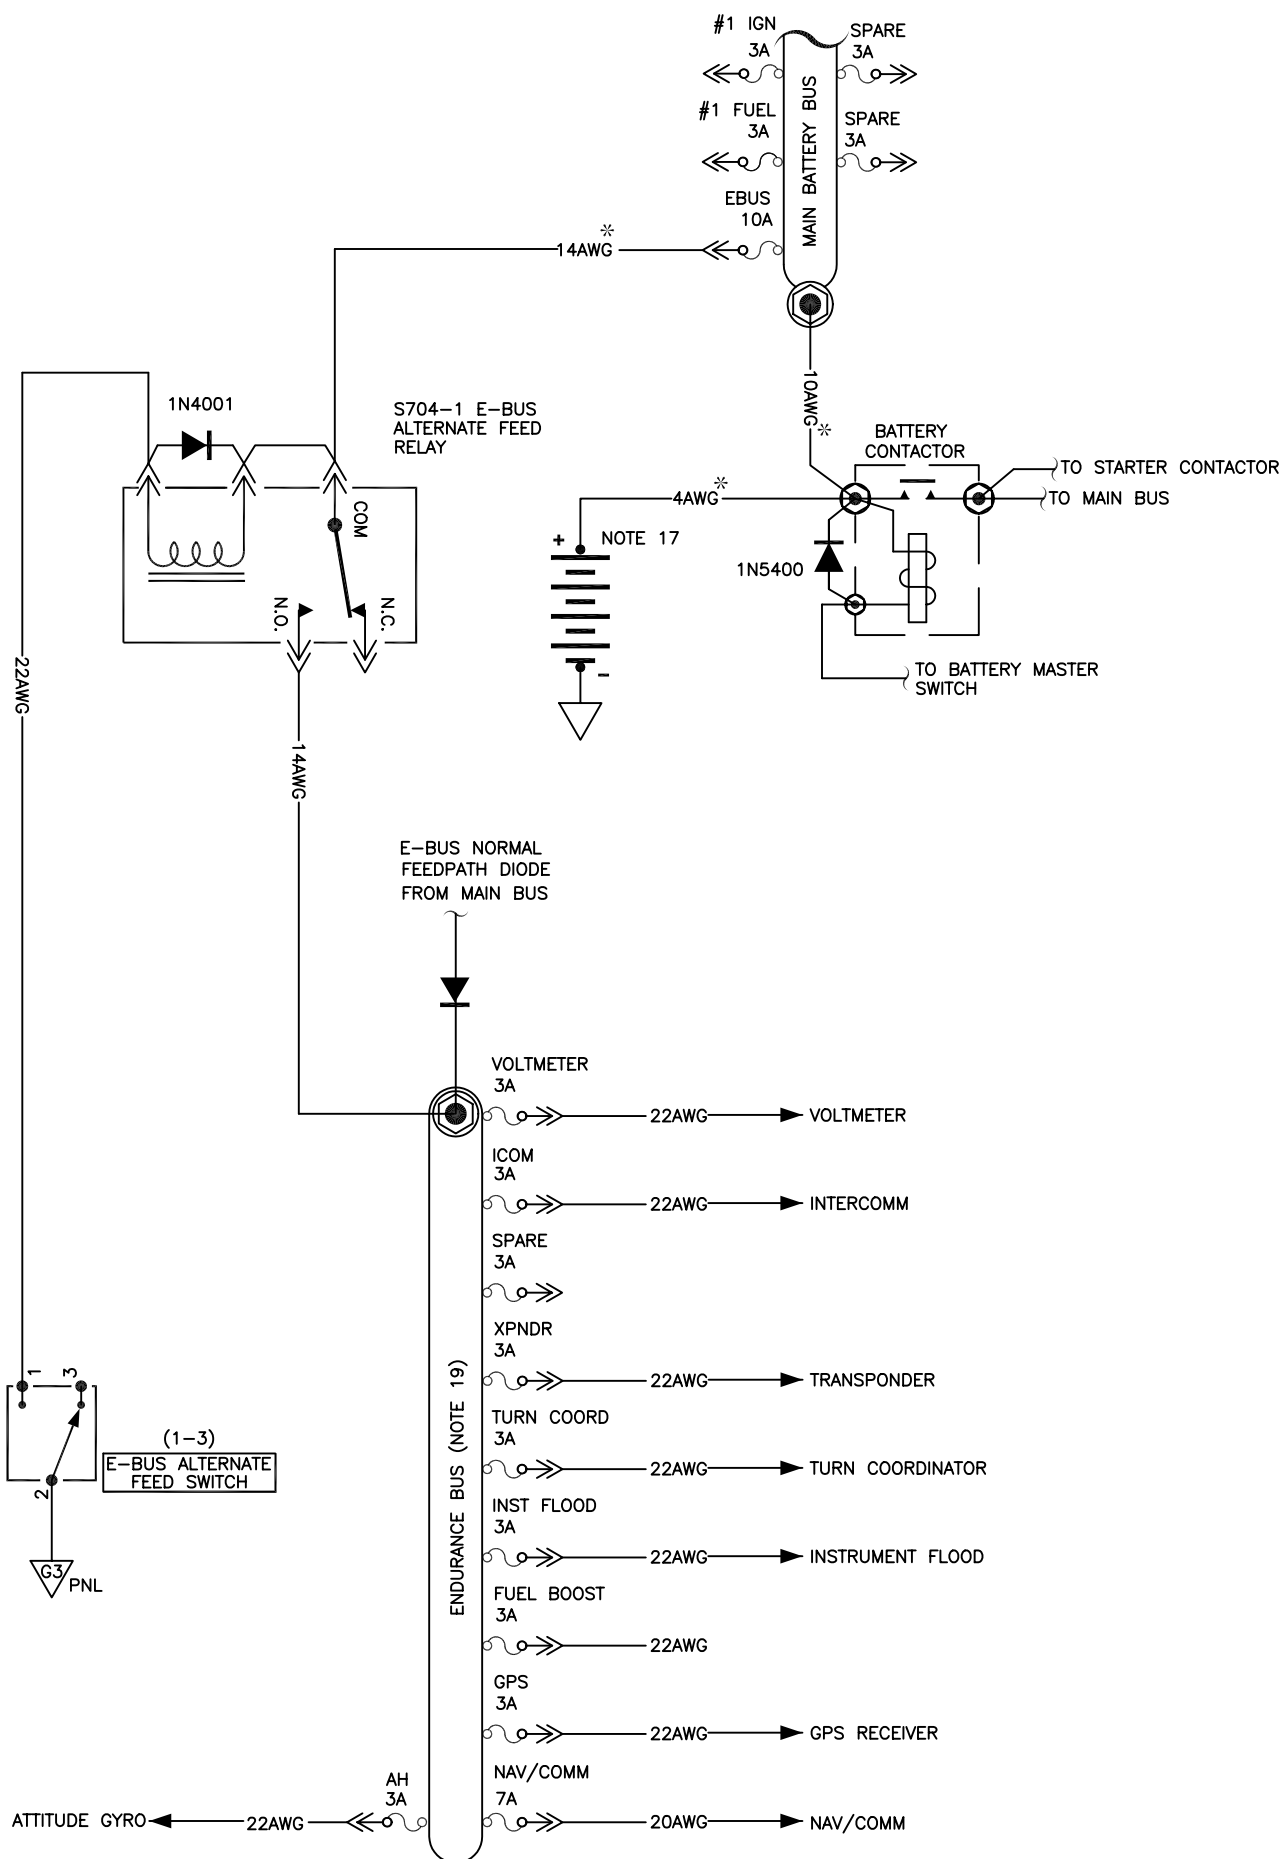 #1 IGN
3A
SPARE
3A
#1 FUEL
3A
SPARE
3A
MAIN BATTERY BUS
EBUS
10A
14AWG*
10AWG*
1N4001
S704-1 E-BUS
ALTERNATE FEED
RELAY
BATTERY
CONTACTOR
TO STARTER CONTACTOR
TO MAIN BUS
4AWG*
+
NOTE 17
-
1N5400
COM
N.O.
N.C.
TO BATTERY MASTER
SWITCH
22AWG
14AWG
E-BUS NORMAL
FEEDPATH DIODE
FROM MAIN BUS
VOLTMETER
3A
22AWG
VOLTMETER
ICOM
3A
22AWG
INTERCOMM
SPARE
3A
XPNDR
3A
22AWG
TRANSPONDER
ENDURANCE BUS (NOTE 19)
1
3
2
(1-3)
E-BUS ALTERNATE
FEED SWITCH
G3
PNL
TURN COORD
3A
22AWG
TURN COORDINATOR
INST FLOOD
3A
22AWG
INSTRUMENT FLOOD
FUEL BOOST
3A
22AWG
GPS
3A
22AWG
GPS RECEIVER
AH
3A
22AWG
ATTITUDE GYRO
NAV/COMM
7A
20AWG
NAV/COMM